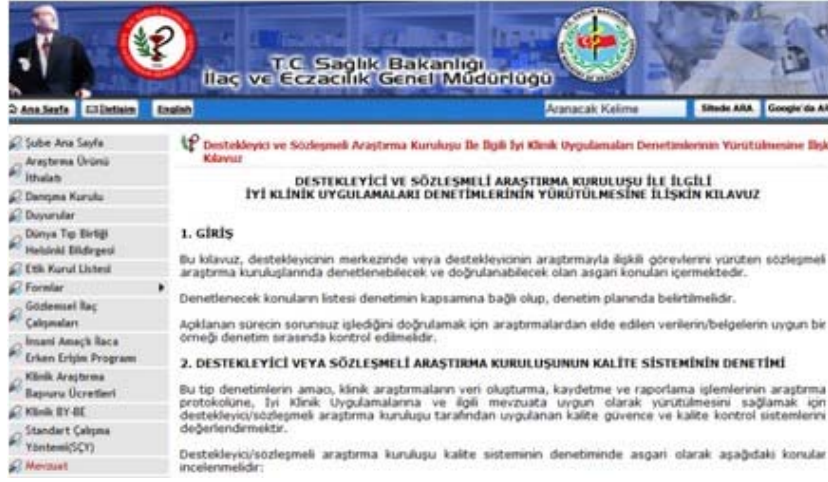 T.C. Sağlık Bakanlığı
İlaç ve Eczacılık Genel Müdürlüğü
Ana Sayfa İletişim English
Aranacak Kelime Sitede ARA Google'da AR
Şube Ana Sayfa
Araştırma Ürünü
İthalatı
Danışma Kurulu
Duyurular
Dünya Tıp Birliği
Helsinki Bildirgesi
Etik Kurul Listesi
Formlar
Gözlemsel İlaç
Çalışmaları
İnsani Amaçlı İlaca
Erken Erişim Programı
Klinik Araştırma
Başvuru Ücretleri
Klinik BY-BE
Standart Çalışma
Yöntemi(SÇY)
Mevzuat
Destekleyici ve Sözleşmeli Araştırma Kuruluşu İle İlgili İyi Klinik Uygulamaları Denetimlerinin Yürütülmesine İlişk
Kılavuz
DESTEKLEYİCİ VE SÖZLEŞMELİ ARAŞTIRMA KURULUŞU İLE İLGİLİ
İYİ KLİNİK UYGULAMALARI DENETİMLERİNİN YÜRÜTÜLMESİNE İLİŞKİN KILAVUZ
1. GİRİŞ
Bu kılavuz, destekleyicinin merkezinde veya destekleyicinin araştırmayla ilişkili görevlerini yürüten sözleşmeli
araştırma kuruluşlarında denetlenebilecek ve doğrulanabilecek olan asgari konuları içermektedir.
Denetlenecek konuların listesi denetimin kapsamına bağlı olup, denetim planında belirtilmelidir.
Açıklanan sürecin sorunsuz işlediğini doğrulamak için araştırmalardan elde edilen verilerin/belgelerin uygun bir
örneği denetim sırasında kontrol edilmelidir.
2. DESTEKLEYİCİ VEYA SÖZLEŞMELİ ARAŞTIRMA KURULUŞUNUN KALİTE SİSTEMİNİN DENETİMİ
Bu tip denetimlerin amacı, klinik araştırmaların veri oluşturma, kaydetme ve raporlama işlemlerinin araştırma
protokolüne, İyi Klinik Uygulamalarına ve ilgili mevzuata uygun olarak yürütülmesini sağlamak için
destekleyici/sözleşmeli araştırma kuruluşu tarafından uygulanan kalite güvence ve kalite kontrol sistemlerini
değerlendirmektir.
Destekleyici/sözleşmeli araştırma kuruluşu kalite sisteminin denetiminde asgari olarak aşağıdaki konular
incelenmelidir: